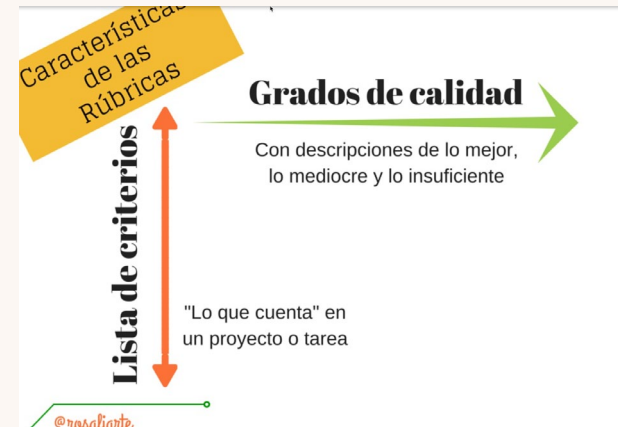 Características
de las
Rúbricas
Grados de calidad
Con descripciones de lo mejor,
lo mediocre y lo insuficiente
Lista de criterios
"Lo que cuenta" en
un proyecto o tarea
@rosaliarte